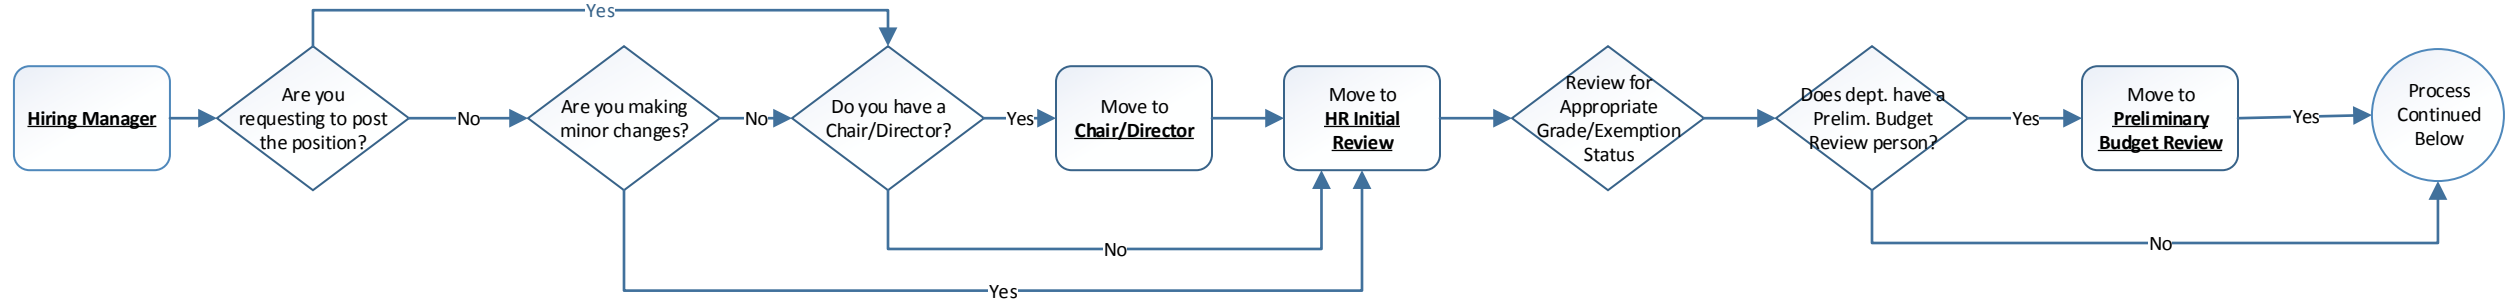 Yes
Hiring Manager
Are you
requesting to post
the position?
No
Are you making
minor changes?
No
Do you have a
Chair/Director?
Yes
Move to
Chair/Director
Move to
HR Initial
Review
Review for
Appropriate
Grade/Exemption
Status
Does dept. have a
Prelim. Budget
Review person?
Yes
Move to
Preliminary
Budget Review
Yes
Process
Continued
Below
No
No
Yes